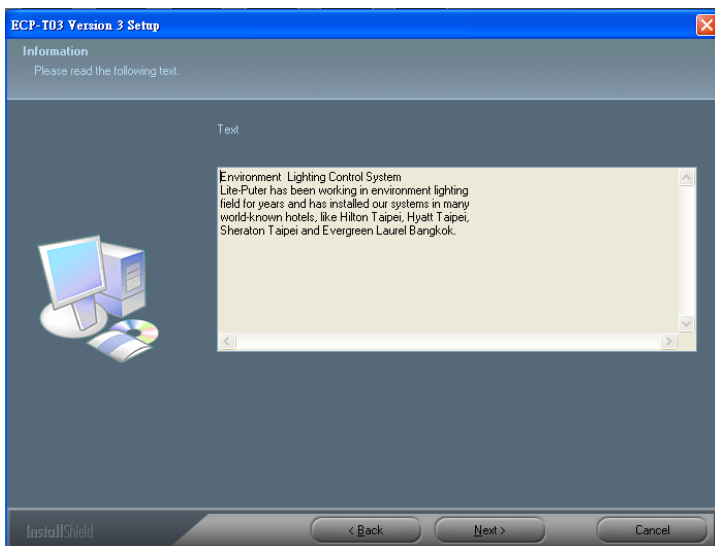 ECP-T03 Version 3 Setup
Information
Please read the following text.
Text
Environment  Lighting Control System
Lite-Puter has been working in environment lighting
field for years and has installed our systems in many
world-known hotels, like Hilton Taipei, Hyatt Taipei,
Sheraton Taipei and Evergreen Laurel Bangkok.
InstallShield
< Back
Next >
Cancel